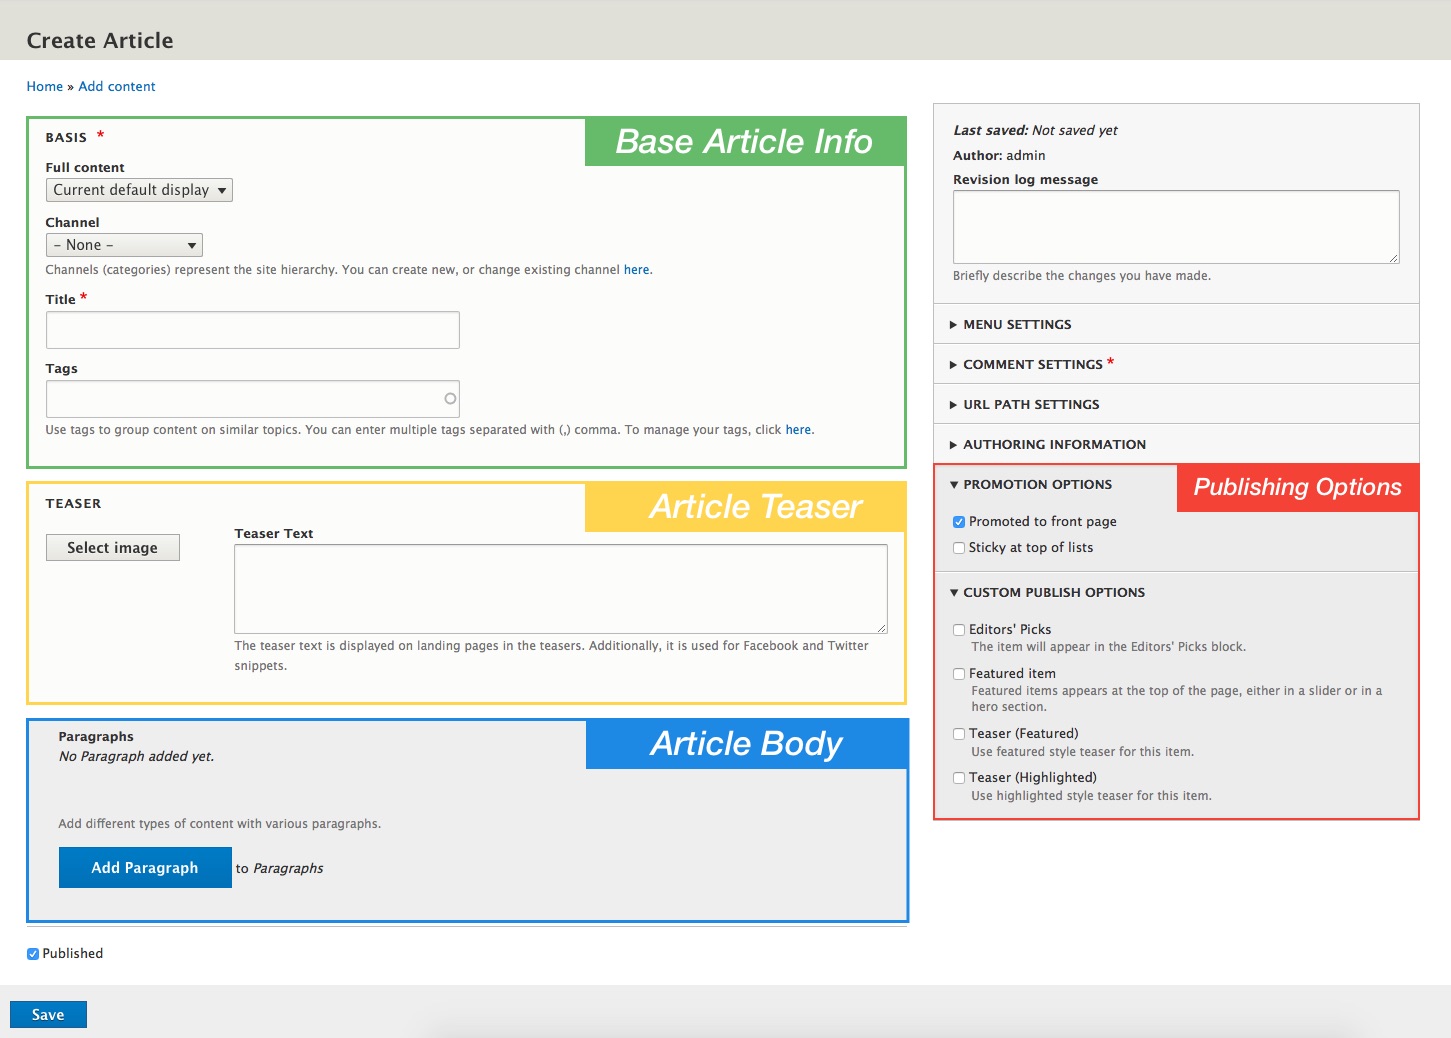 Create Article
Home » Add content
BASIS *
Base Article Info
Full content
Current default display
Channel
– None –
Channels (categories) represent the site hierarchy. You can create new, or change existing channel here.
Title *
Tags
Use tags to group content on similar topics. You can enter multiple tags separated with (,) comma. To manage your tags, click here.
TEASER
Article Teaser
Select image
Teaser Text
The teaser text is displayed on landing pages in the teasers. Additionally, it is used for Facebook and Twitter
snippets.
Paragraphs
Article Body
No Paragraph added yet.
Add different types of content with various paragraphs.
Add Paragraph to Paragraphs
Published
Save
Last saved: Not saved yet
Author: admin
Revision log message
Briefly describe the changes you have made.
MENU SETTINGS
COMMENT SETTINGS *
URL PATH SETTINGS
AUTHORING INFORMATION
PROMOTION OPTIONS
Publishing Options
Promoted to front page
Sticky at top of lists
CUSTOM PUBLISH OPTIONS
Editors' Picks
The item will appear in the Editors' Picks block.
Featured item
Featured items appears at the top of the page, either in a slider or in a
hero section.
Teaser (Featured)
Use featured style teaser for this item.
Teaser (Highlighted)
Use highlighted style teaser for this item.